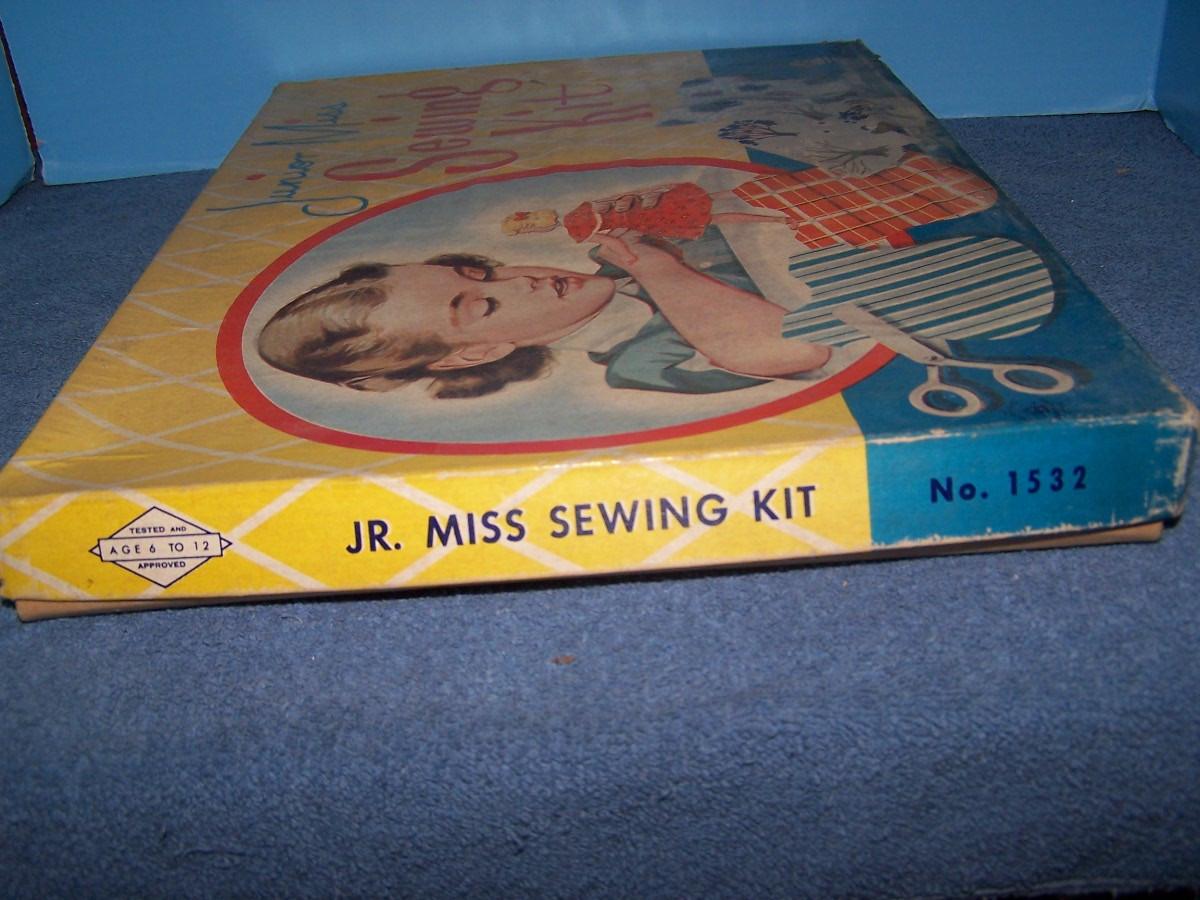 Junior Miss
Sewing
Kit
TESTED AND
AGE 6 TO 12
APPROVED
JR. MISS SEWING KIT
No. 1532